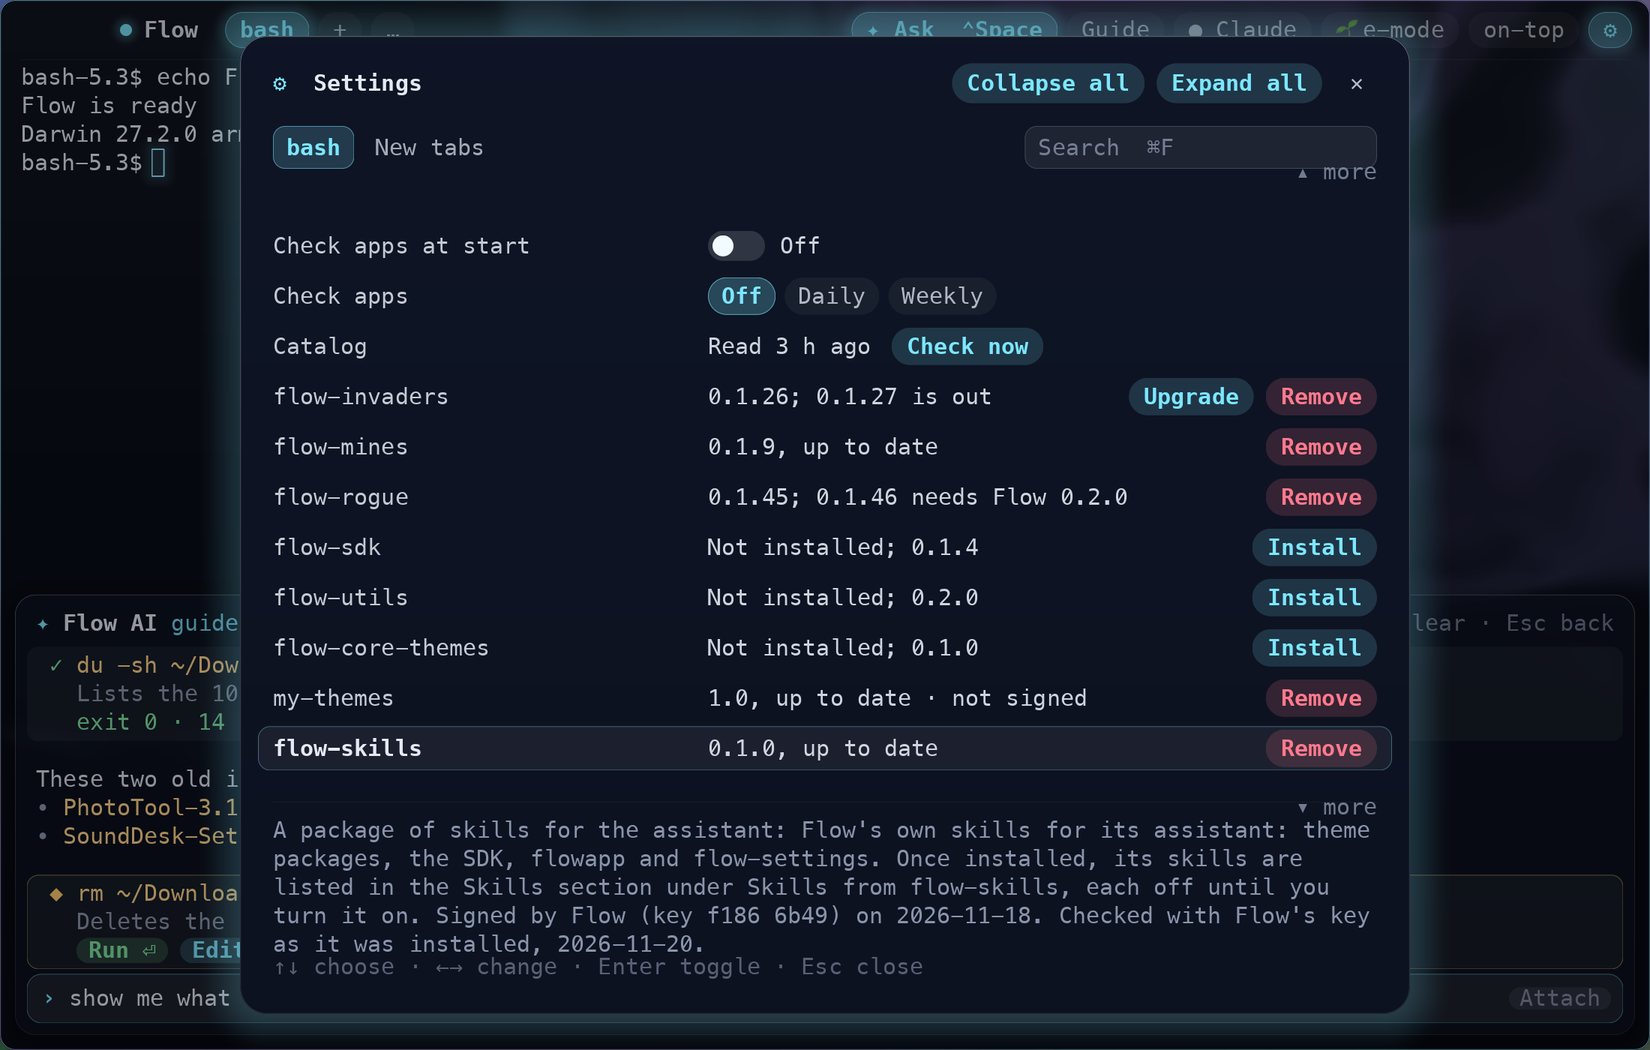 ● Flow bash + … ✦ Ask ^Space Guide ● Claude e-mode on-top ⚙
bash-5.3$ echo F
Flow is ready
Darwin 27.2.0
bash-5.3$
⚙ Settings Collapse all Expand all ×
bash New tabs Search ⌘F
▴ more
Check apps at start Off
Check apps Off Daily Weekly
Catalog Read 3 h ago Check now
flow-invaders 0.1.26; 0.1.27 is out Upgrade Remove
flow-mines 0.1.9, up to date Remove
flow-rogue 0.1.45; 0.1.46 needs Flow 0.2.0 Remove
flow-sdk Not installed; 0.1.4 Install
flow-utils Not installed; 0.2.0 Install
flow-core-themes Not installed; 0.1.0 Install
my-themes 1.0, up to date · not signed Remove
flow-skills 0.1.0, up to date Remove
▾ more
A package of skills for the assistant: Flow's own skills for its assistant: theme
packages, the SDK, flowapp and flow-settings. Once installed, its skills are
listed in the Skills section under Skills from flow-skills, each off until you
turn it on. Signed by Flow (key f186 6b49) on 2026-11-18. Checked with Flow's key
as it was installed, 2026-11-20.
↑↓ choose · ←→ change · Enter toggle · Esc close
✦ Flow AI guide
lear · Esc back
✓ du -sh ~/Dow
Lists the 10
exit 0 · 14
These two old i
• PhotoTool-3.1
• SoundDesk-Set
◆ rm ~/Downloa
Deletes the
Run ⏎ Edit
› show me what
Attach